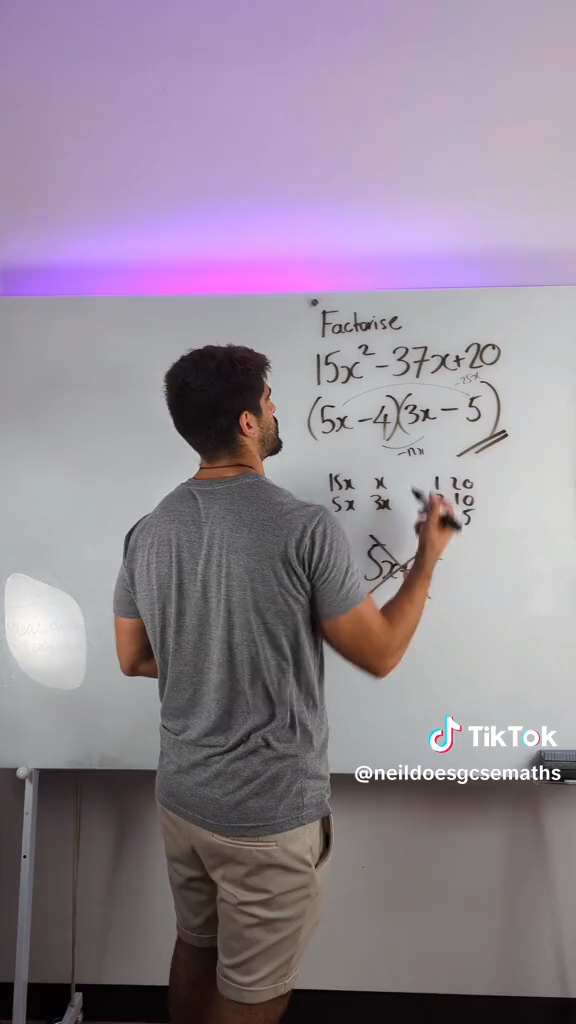 Factorise
15x² - 37x + 20
-25x
(5x - 4)(3x - 5)
-12x
15x x 1 20
5x 3x 10
5
5x
TikTok
@neildoesgcsemaths